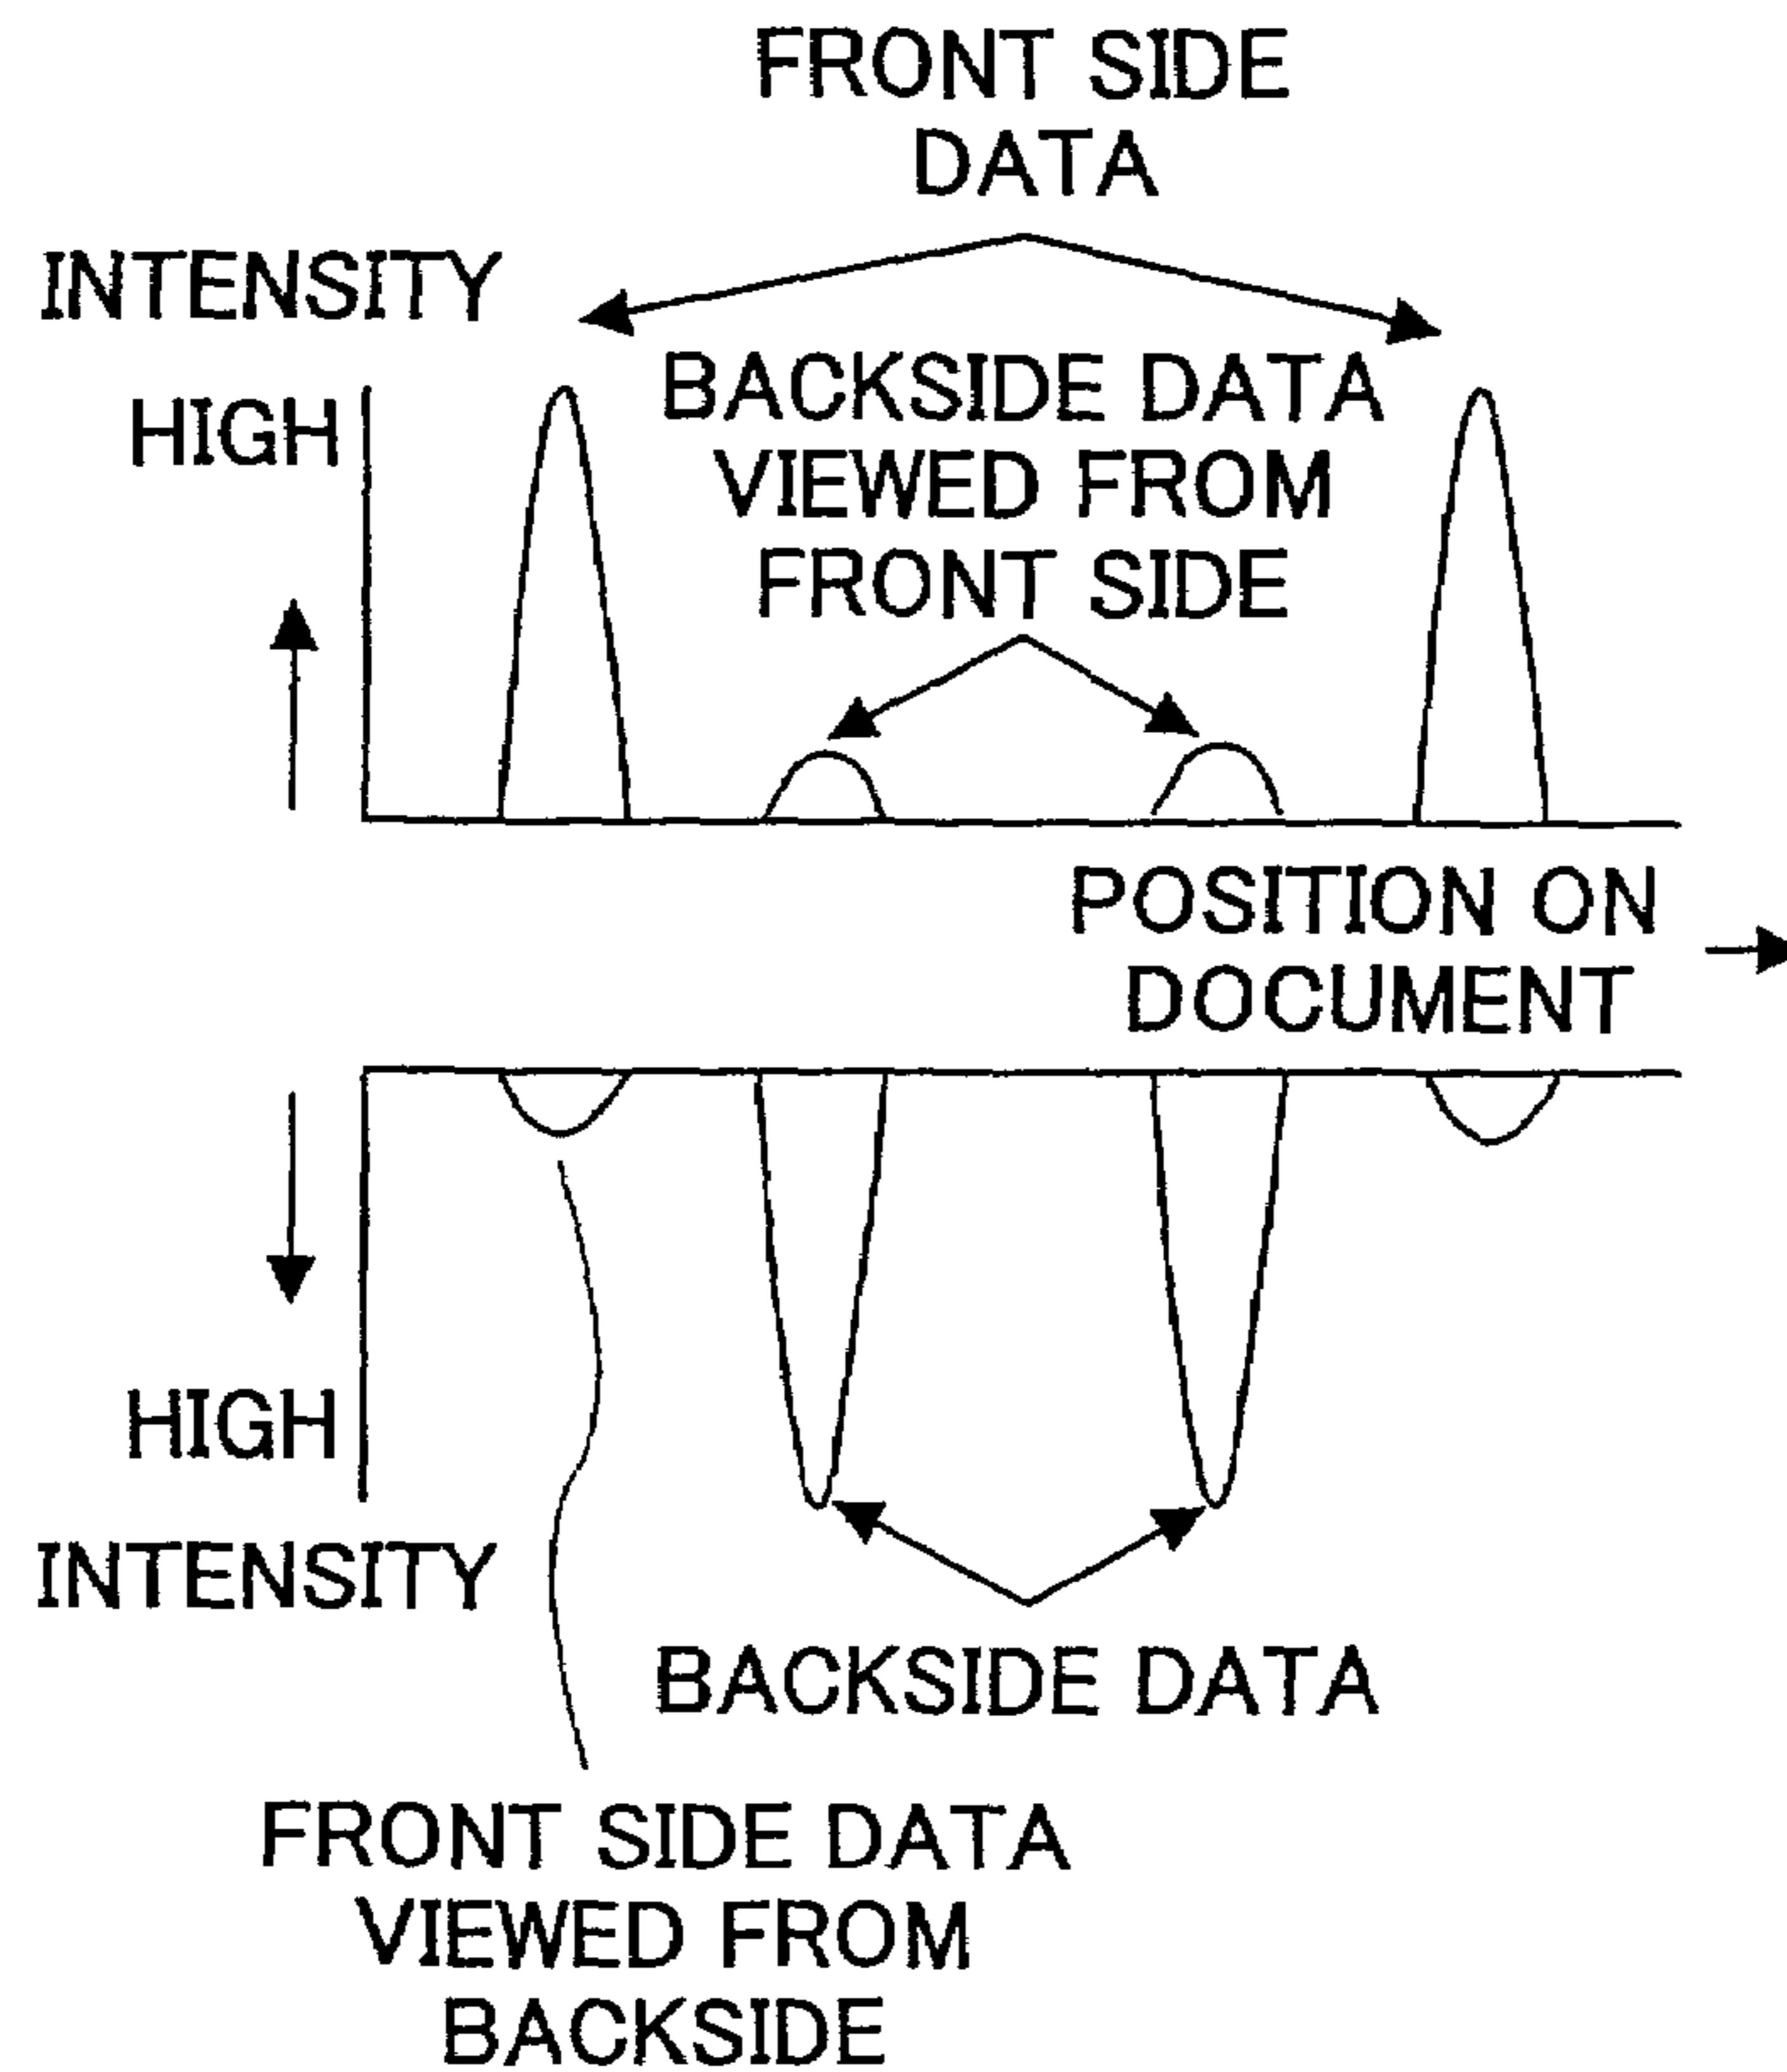 FRONT SIDE
DATA
INTENSITY
HIGH
BACKSIDE DATA
VIEWED FROM
FRONT SIDE
POSITION ON
DOCUMENT
HIGH
INTENSITY
BACKSIDE DATA
FRONT SIDE DATA
VIEWED FROM
BACKSIDE